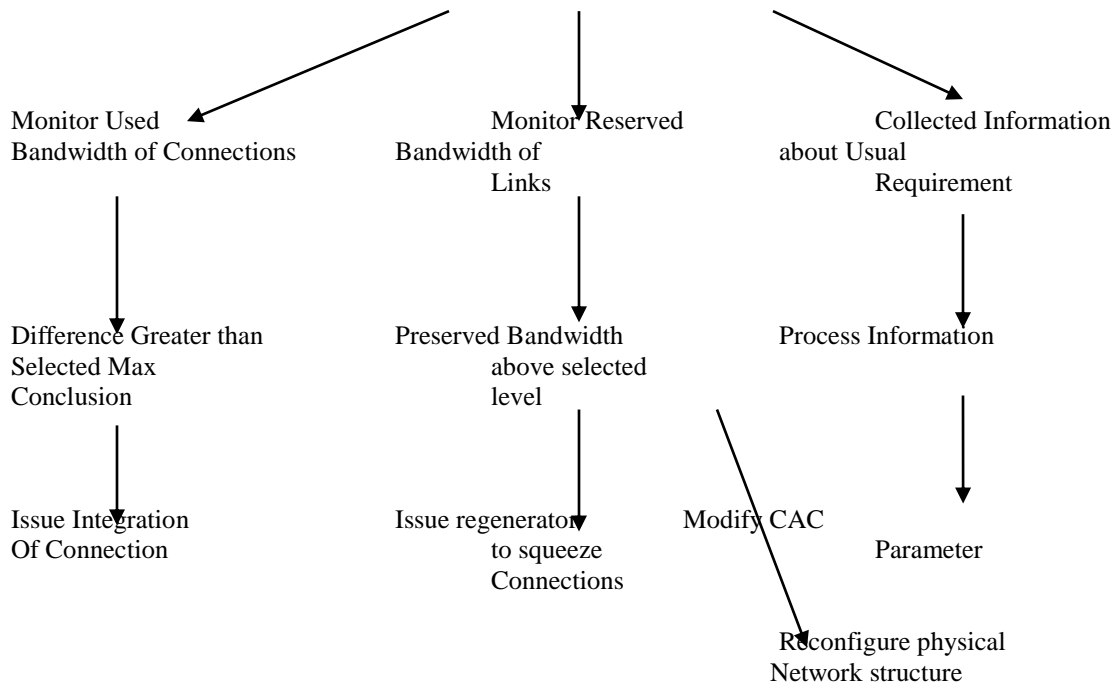 Monitor Used Monitor Reserved Collected Information
Bandwidth of Connections Bandwidth of about Usual
Links Requirement
Difference Greater than Preserved Bandwidth Process Information
Selected Max above selected
Conclusion level
Issue Integration Issue regenerator Modify CAC
Of Connection to squeeze Parameter
Connections
Reconfigure physical
Network structure